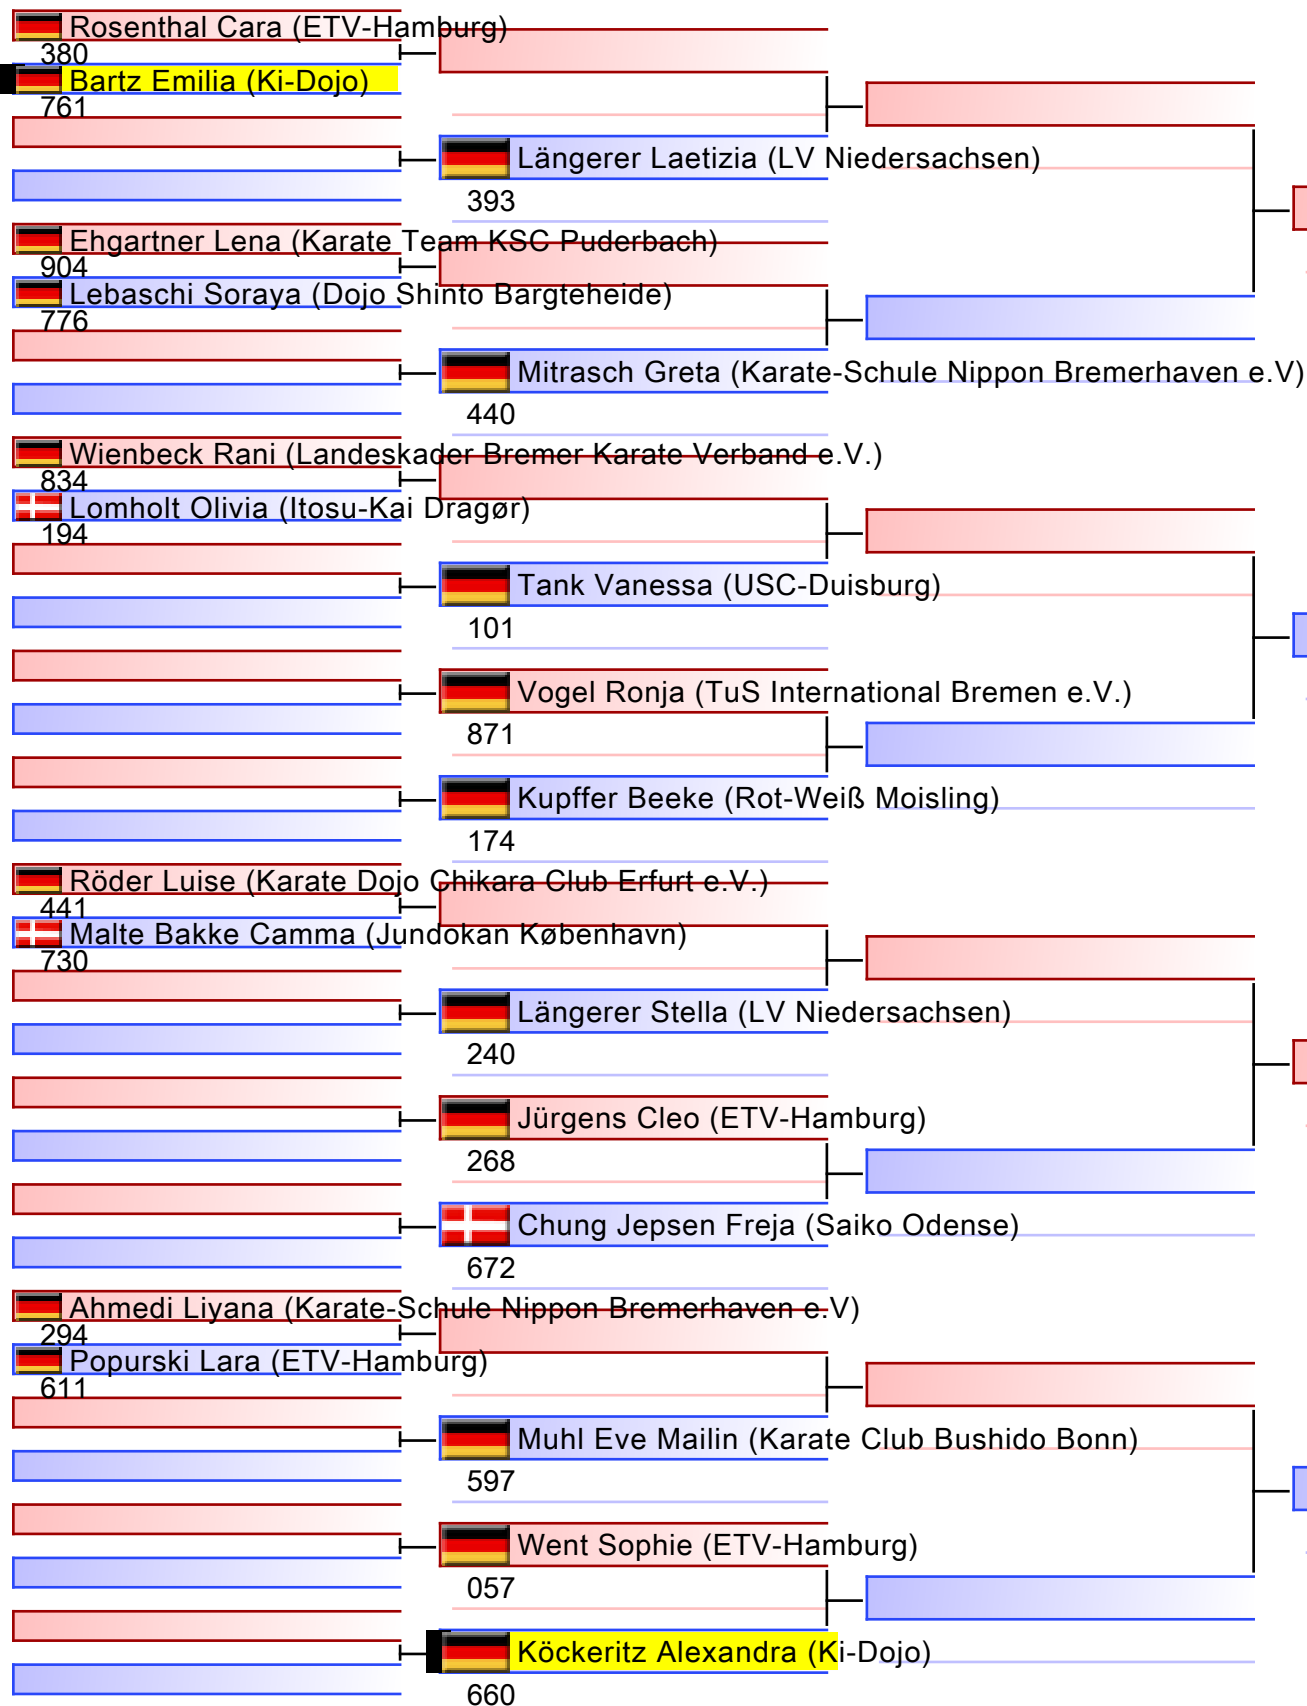 Rosenthal Cara (ETV-Hamburg)
380
Bartz Emilia (Ki-Dojo)
761
Längerer Laetizia (LV Niedersachsen)
393
Ehgartner Lena (Karate Team KSC Puderbach)
904
Lebaschi Soraya (Dojo Shinto Bargteheide)
776
Mitrasch Greta (Karate-Schule Nippon Bremerhaven e.V)
440
Wienbeck Rani (Landeskader Bremer Karate Verband e.V.)
834
Lomholt Olivia (Itosu-Kai Dragør)
194
Tank Vanessa (USC-Duisburg)
101
Vogel Ronja (TuS International Bremen e.V.)
871
Kupffer Beeke (Rot-Weiß Moisling)
174
Röder Luise (Karate Dojo Chikara Club Erfurt e.V.)
441
Malte Bakke Camma (Jundokan København)
730
Längerer Stella (LV Niedersachsen)
240
Jürgens Cleo (ETV-Hamburg)
268
Chung Jepsen Freja (Saiko Odense)
672
Ahmedi Liyana (Karate-Schule Nippon Bremerhaven e.V)
294
Popurski Lara (ETV-Hamburg)
611
Muhl Eve Mailin (Karate Club Bushido Bonn)
597
Went Sophie (ETV-Hamburg)
057
Köckeritz Alexandra (Ki-Dojo)
660